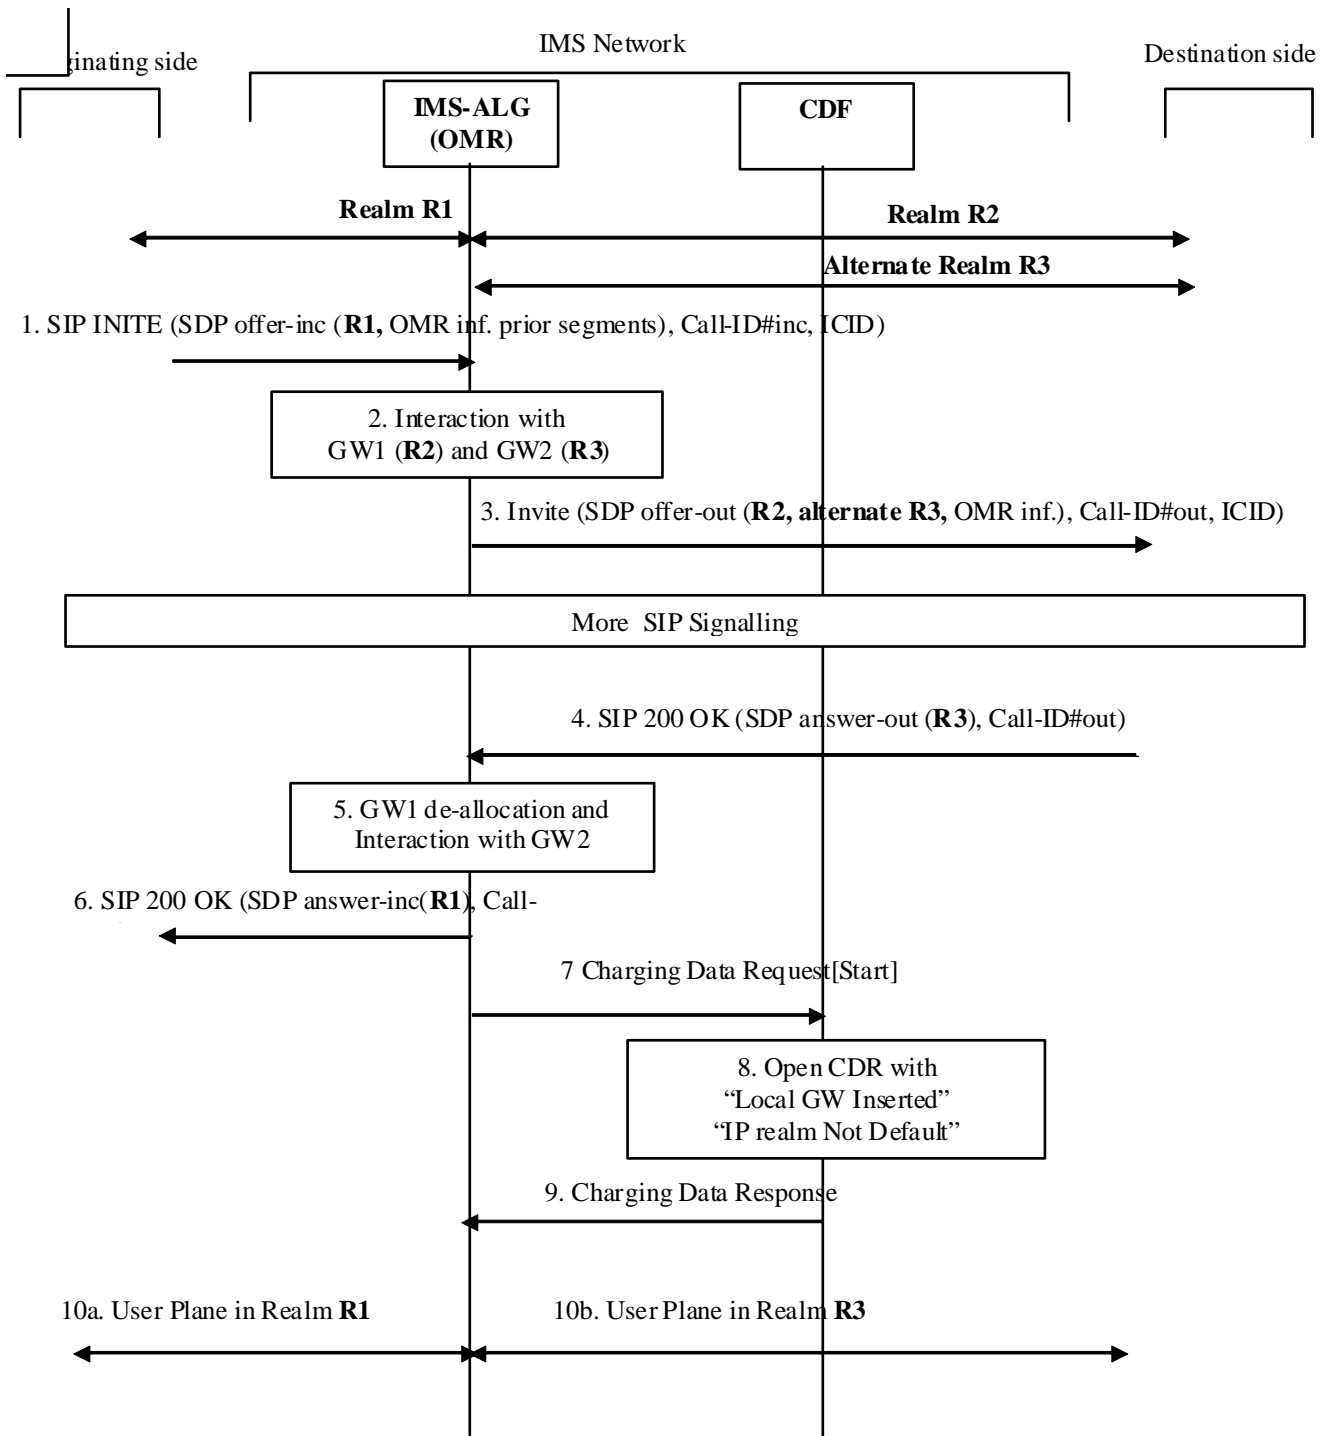 IMS Network
ginating side
Destination side
IMS-ALG
(OMR)
CDF
Realm R1
Realm R2
Alternate Realm R3
1. SIP INITE (SDP offer-inc (R1, OMR inf. prior segments), Call-ID#inc, ICID)
2. Interaction with
GW1 (R2) and GW2 (R3)
3. Invite (SDP offer-out (R2, alternate R3, OMR inf.), Call-ID#out, ICID)
More SIP Signalling
4. SIP 200 OK (SDP answer-out (R3), Call-ID#out)
5. GW1 de-allocation and
Interaction with GW2
6. SIP 200 OK (SDP answer-inc(R1), Call-
7 Charging Data Request[Start]
8. Open CDR with
“Local GW Inserted”
“IP realm Not Default”
9. Charging Data Response
10a. User Plane in Realm R1
10b. User Plane in Realm R3